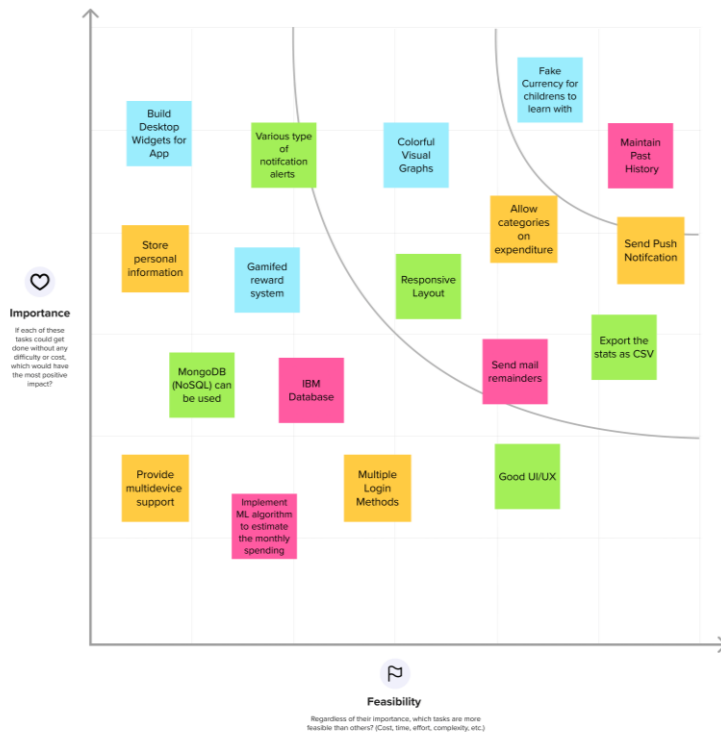 Fake
Currency for
childrens to
learn with
Build
Desktop
Widgets for
App
Various type
of
notifcation
alerts
Colorful
Visual
Graphs
Maintain
Past
History
Allow
categories
on
expenditure
Send Push
Notifcation
Store
personal
information
Gamifed
reward
system
Responsive
Layout
Importance
If each of these
tasks could get
done without any
difficulty or cost,
which would have
the most positive
impact?
Export the
stats as CSV
Send mail
remainders
MongoDB
(NoSQL) can
be used
IBM
Database
Provide
multidevice
support
Implement
ML algorithm
to estimate
the monthly
spending
Multiple
Login
Methods
Good UI/UX
Feasibility
Regardless of their importance, which tasks are more
feasible than others? (Cost, time, effort, complexity, etc.)